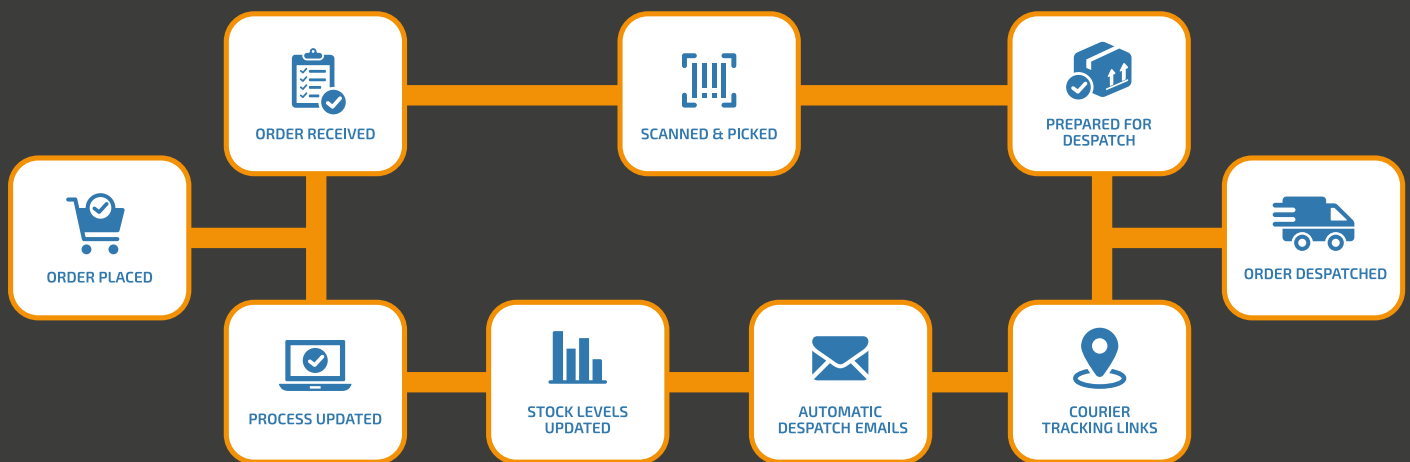 ORDER RECEIVED
SCANNED & PICKED
PREPARED FOR
DESPATCH
ORDER PLACED
ORDER DESPATCHED
PROCESS UPDATED
STOCK LEVELS
UPDATED
AUTOMATIC
DESPATCH EMAILS
COURIER
TRACKING LINKS